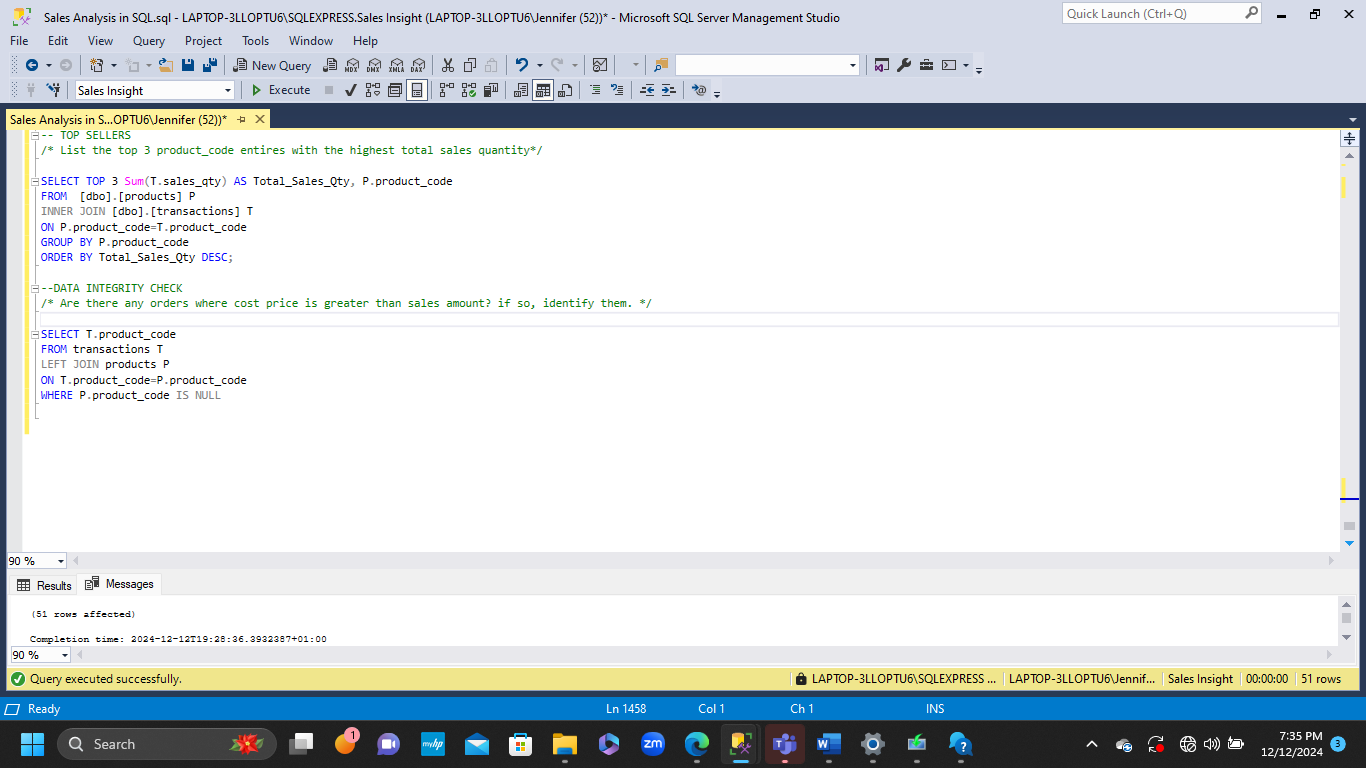 Sales Analysis in SQL.sql - LAPTOP-3LLOPTU6\SQLEXPRESS.Sales Insight (LAPTOP-3LLOPTU6\Jennifer (52))* - Microsoft SQL Server Management Studio
Quick Launch (Ctrl+Q)
File Edit View Query Project Tools Window Help
New Query
MDX DMX XMLA DAX
Sales Insight
Execute
Sales Analysis in S...OPTU6\Jennifer (52))*
-- TOP SELLERS
/* List the top 3 product_code entires with the highest total sales quantity*/
SELECT TOP 3 Sum(T.sales_qty) AS Total_Sales_Qty, P.product_code
FROM  [dbo].[products] P
INNER JOIN [dbo].[transactions] T
ON P.product_code=T.product_code
GROUP BY P.product_code
ORDER BY Total_Sales_Qty DESC;
--DATA INTEGRITY CHECK
/* Are there any orders where cost price is greater than sales amount? if so, identify them. */
SELECT T.product_code
FROM transactions T
LEFT JOIN products P
ON T.product_code=P.product_code
WHERE P.product_code IS NULL
90 %
Results Messages
(51 rows affected)
Completion time: 2024-12-12T19:28:36.3932387+01:00
90 %
Query executed successfully.
LAPTOP-3LLOPTU6\SQLEXPRESS ... LAPTOP-3LLOPTU6\Jennif... Sales Insight 00:00:00 51 rows
Ready
Ln 1458 Col 1 Ch 1 INS
Search
1
myhp
zm
7:35 PM
12/12/2024
3